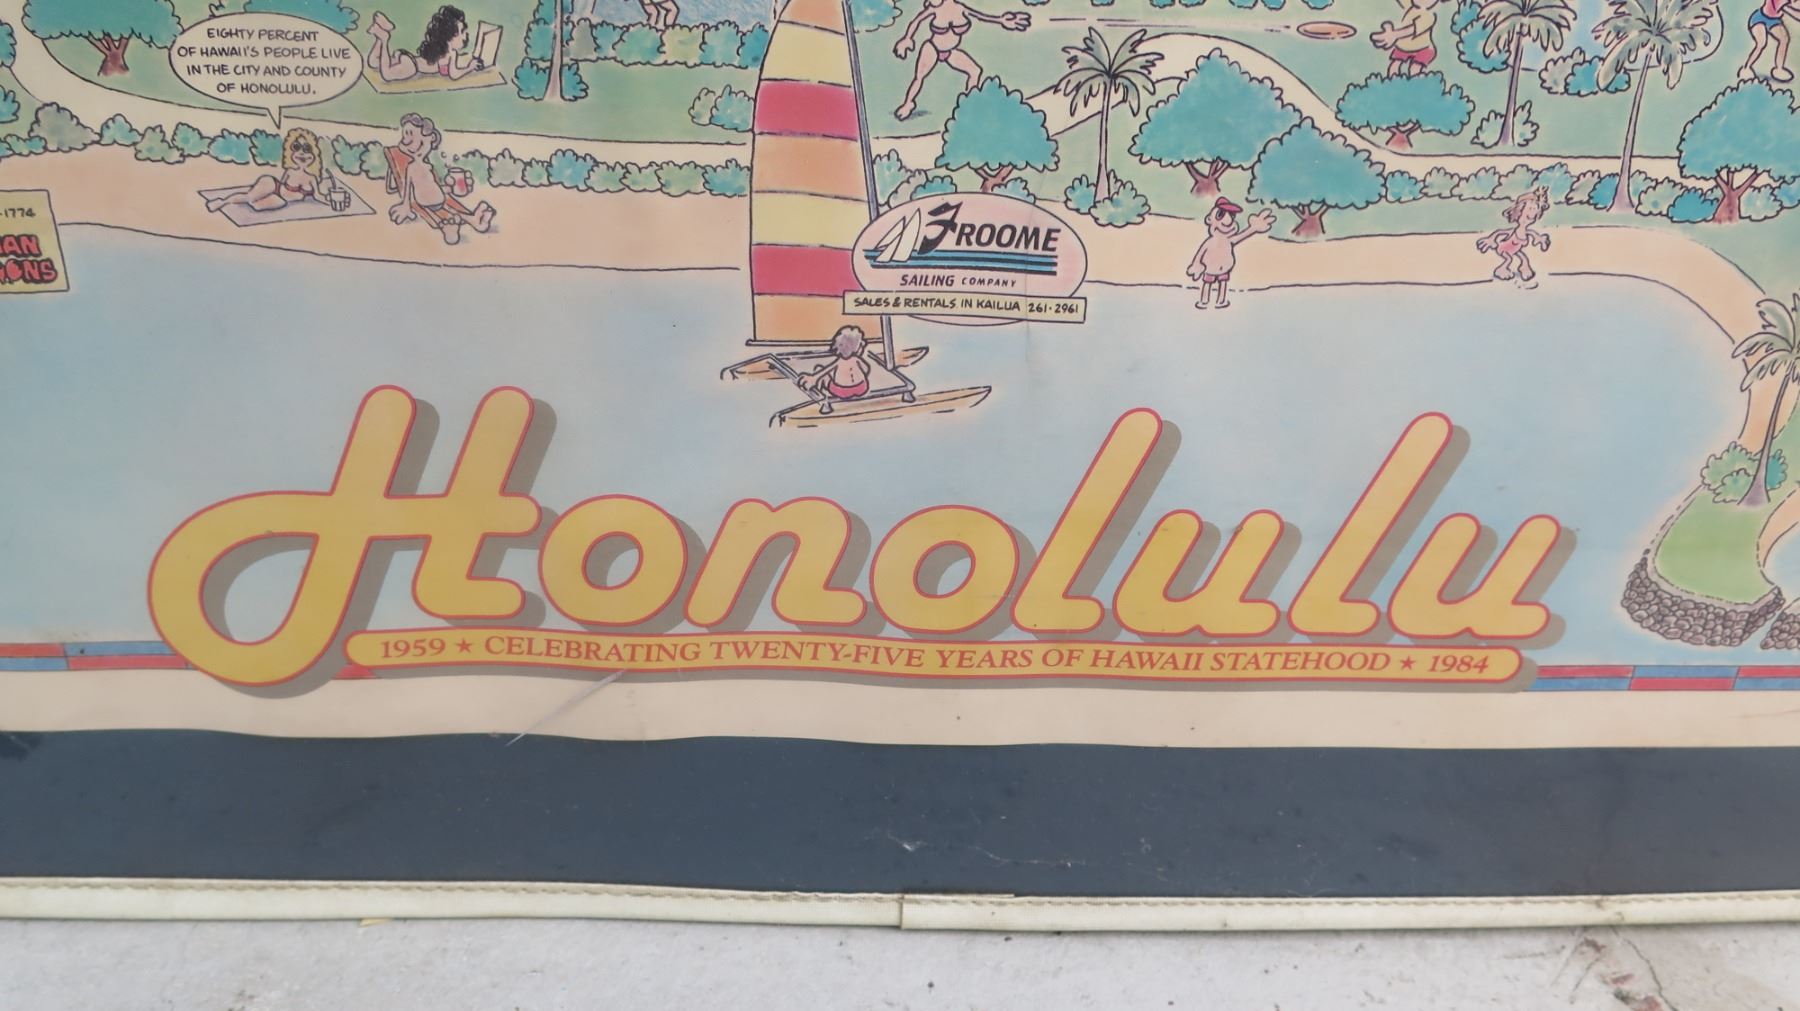 EIGHTY PERCENT
OF HAWAI'S PEOPLE LIVE
IN THE CITY AND COUNTY
OF HONOLULU.
-1774
FROOME
SAILING COMPANY
SALES & RENTALS IN KAILUA 261-2961
Honolulu
1959 ★ CELEBRATING TWENTY-FIVE YEARS OF HAWAII STATEHOOD ★ 1984